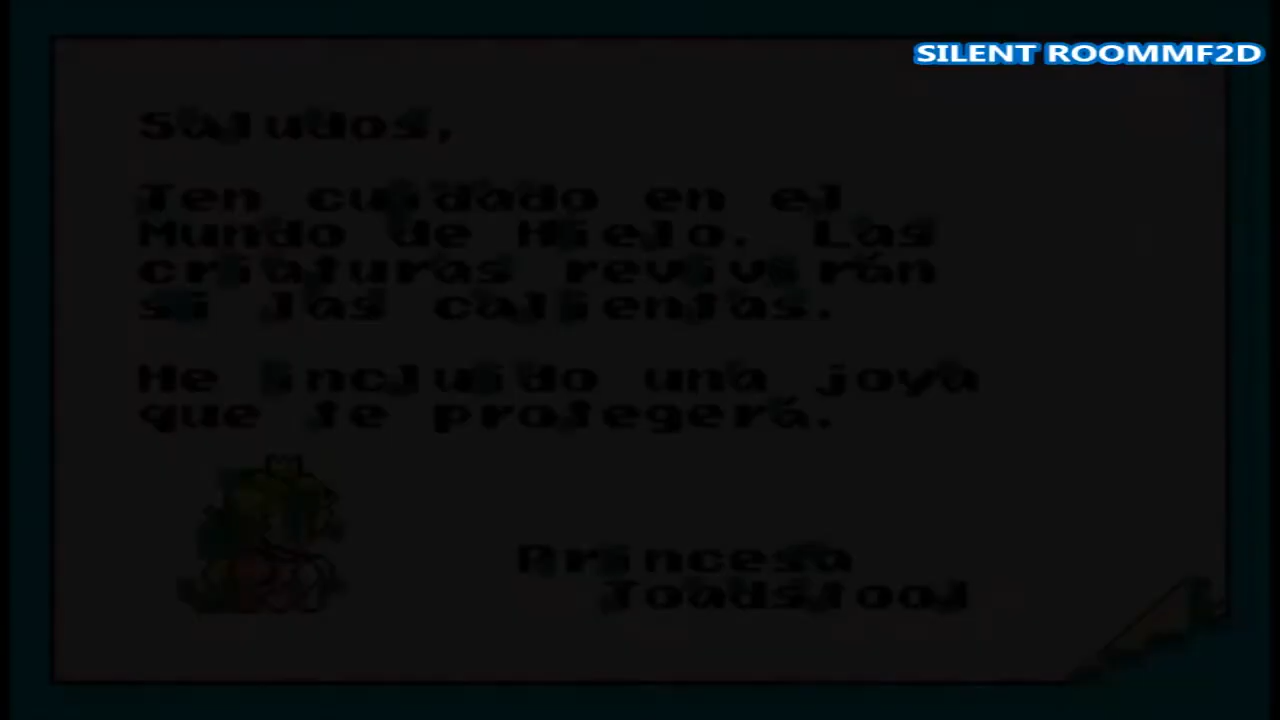 SILENT ROOMMF2D
Saludos,
Ten cuidado en el
Mundo de Hielo. Las
criaturas revivirán
si las calientas.
He incluido una joya
que te protegerá.
Princesa
Toadstool